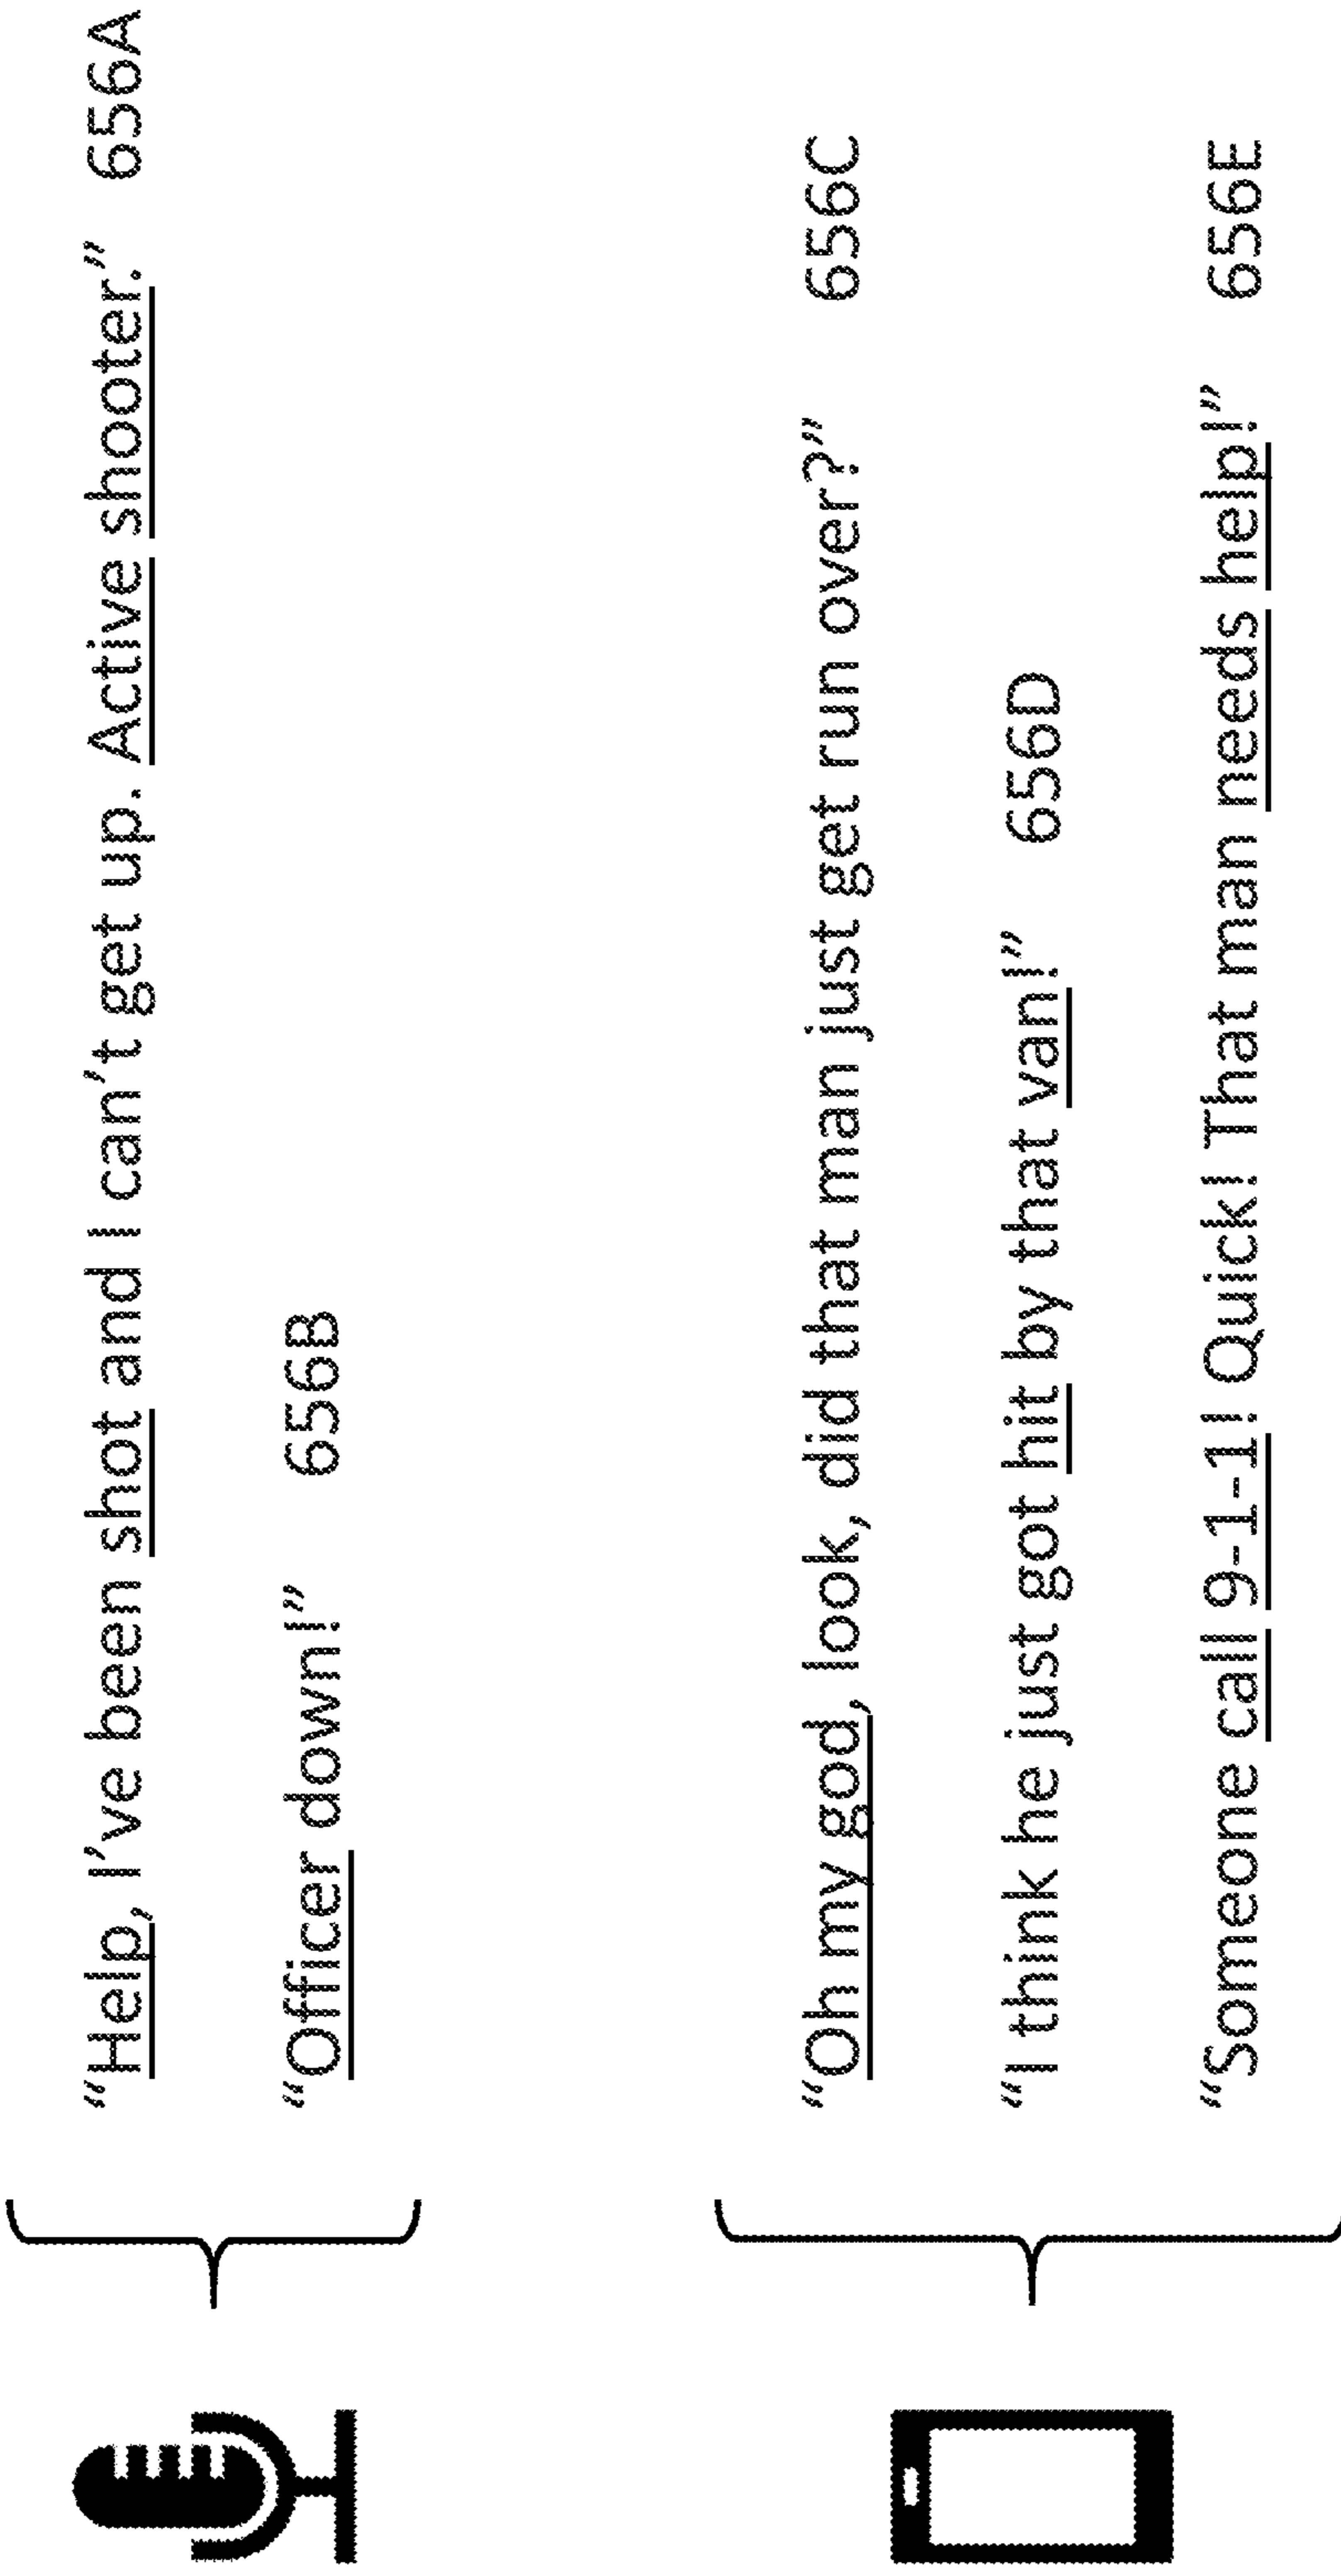 “Help, I’ve been shot and I can’t get up. Active shooter.” 656A
“Officer down!” 656B
“Oh my god, look, did that man just get run over?” 656C
“I think he just got hit by that van!” 656D
“Someone call 9-1-1! Quick! That man needs help!” 656E